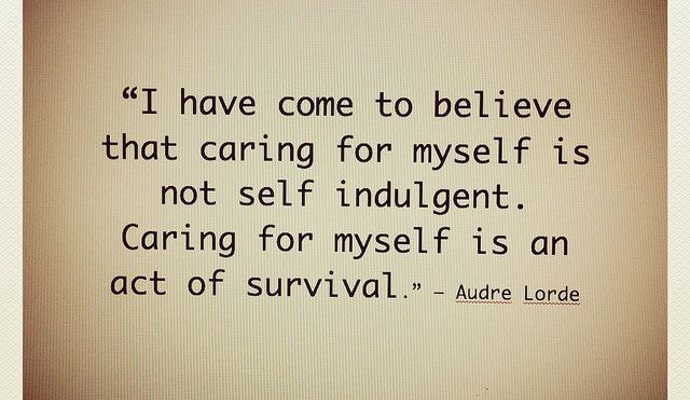 “I have come to believe
that caring for myself is
not self indulgent.
Caring for myself is an
act of survival.” – Audre Lorde